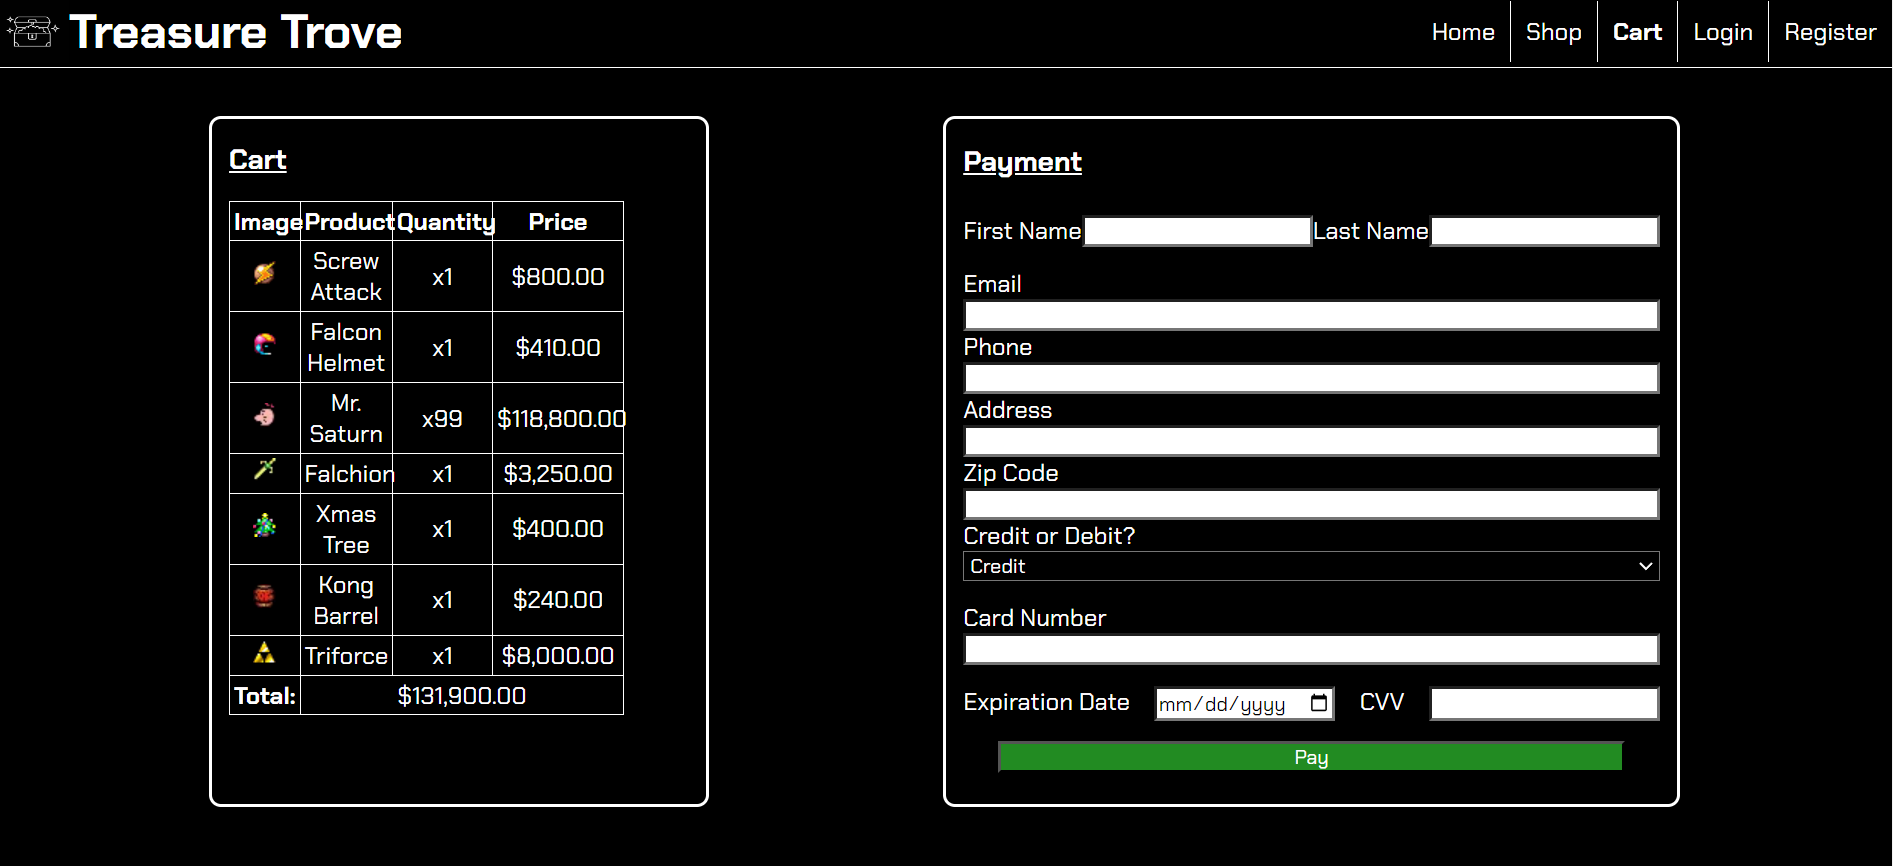 Treasure Trove
Home Shop Cart Login Register
Cart
Image Product Quantity Price
Screw Attack x1 $800.00
Falcon Helmet x1 $410.00
Mr. Saturn x99 $118,800.00
Falchion x1 $3,250.00
Xmas Tree x1 $400.00
Kong Barrel x1 $240.00
Triforce x1 $8,000.00
Total: $131,900.00
Payment
First Name Last Name
Email
Phone
Address
Zip Code
Credit or Debit?
Credit
Card Number
Expiration Date mm/dd/yyyy CVV
Pay